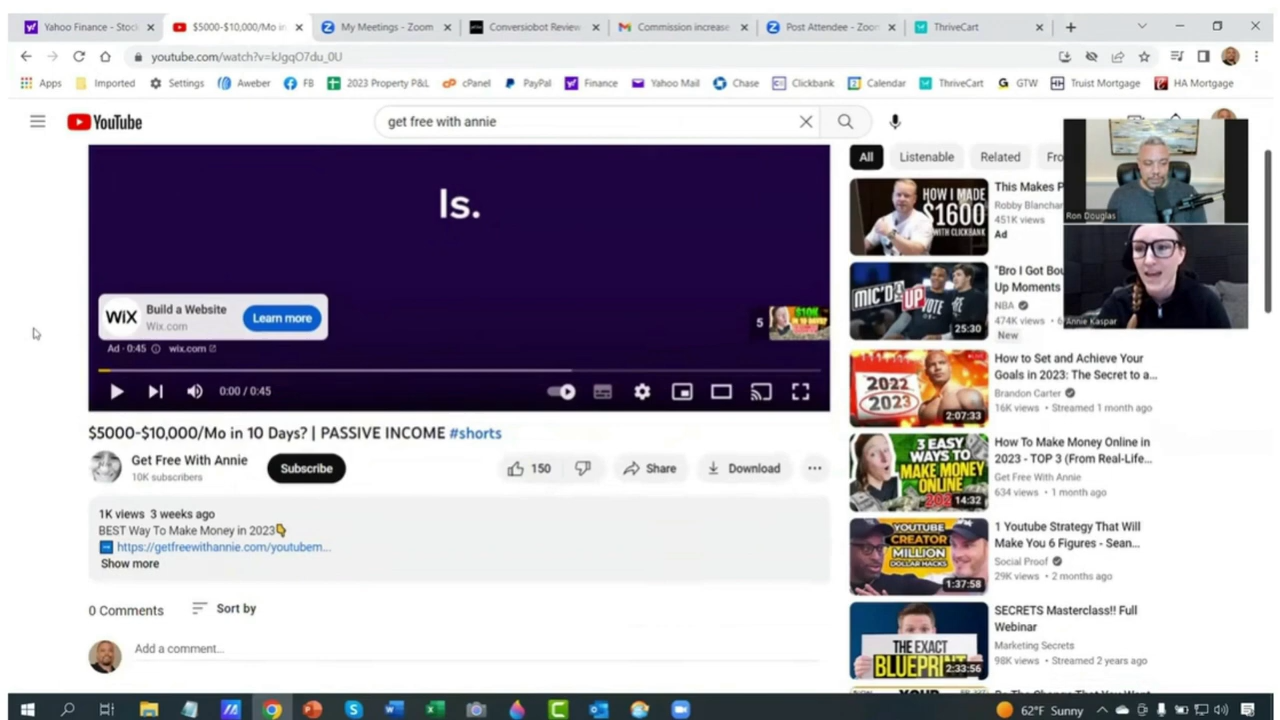 Yahoo Finance - Stock
$5000-$10,000/Mo in
My Meetings - Zoom
Conversiobot Review
Commission increase
Post Attendee - Zoo
ThriveCart
youtube.com/watch?v=kJgqO7du_0U
Apps
Imported
Settings
Aweber
FB
2023 Property P&L
cPanel
PayPal
Finance
Yahoo Mail
Chase
Clickbank
Calendar
ThriveCart
GTW
Truist Mortgage
HA Mortgage
YouTube
get free with annie
Is.
WiX
Build a Website
Wix.com
Learn more
Ad · 0:45
wix.com
5
0:00 / 0:45
$5000-$10,000/Mo in 10 Days? | PASSIVE INCOME #shorts
Get Free With Annie
10K subscribers
Subscribe
150
Share
Download
1K views 3 weeks ago
BEST Way To Make Money in 2023
https://getfreewithannie.com/youtubem...
Show more
0 Comments
Sort by
Add a comment...
All
Listenable
Related
Fro
HOW I MADE
$1600
WITH CLICKBANK
This Makes P
Robby Blanchar
451K views
Ad
MIC'D UP
VOTE
25:30
"Bro I Got Bou
Up Moments
NBA
474K views • 6
New
2022
2023
2:07:33
How to Set and Achieve Your
Goals in 2023: The Secret to a...
Brandon Carter
16K views • Streamed 1 month ago
3 EASY
WAYS TO
MAKE MONEY
ONLINE
14:32
How To Make Money Online in
2023 - TOP 3 (From Real-Life...
Get Free With Annie
634 views • 1 month ago
YOUTUBE
CREATOR
MILLION
DOLLAR HACKS
1:37:58
1 Youtube Strategy That Will
Make You 6 Figures - Sean...
Social Proof
29K views • 2 months ago
THE EXACT
BLUEPRINT
2:33:56
SECRETS Masterclass!! Full
Webinar
Marketing Secrets
98K views • Streamed 2 years ago
Ron Douglas
Annie Kaspar
62°F Sunny